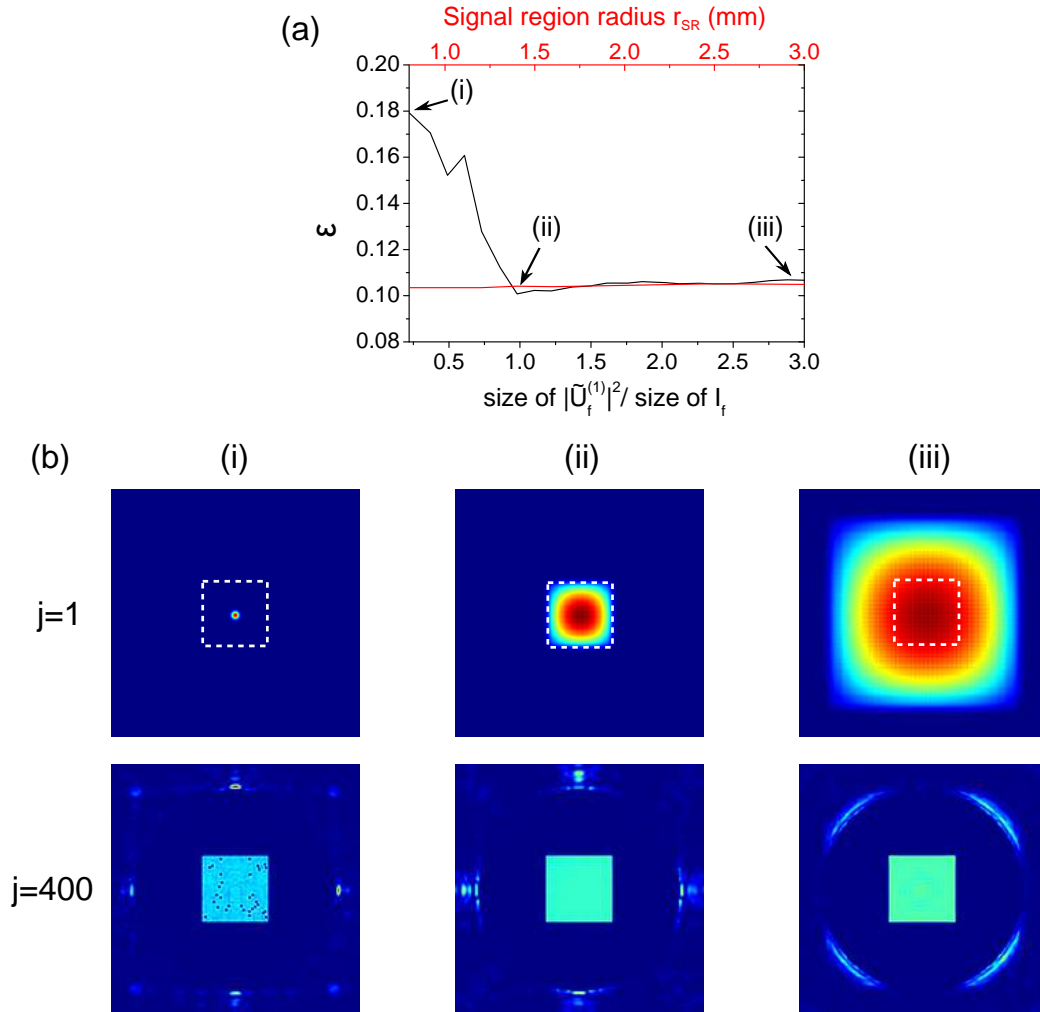 (a)
Signal region radius r_SR (mm)
1.0 1.5 2.0 2.5 3.0
0.20
0.18
0.16
0.14
0.12
0.10
0.08
ε
(i)
(ii)
(iii)
0.5 1.0 1.5 2.0 2.5 3.0
size of |Ũ_f^(1)|²/ size of I_f
(b) (i) (ii) (iii)
j=1
j=400